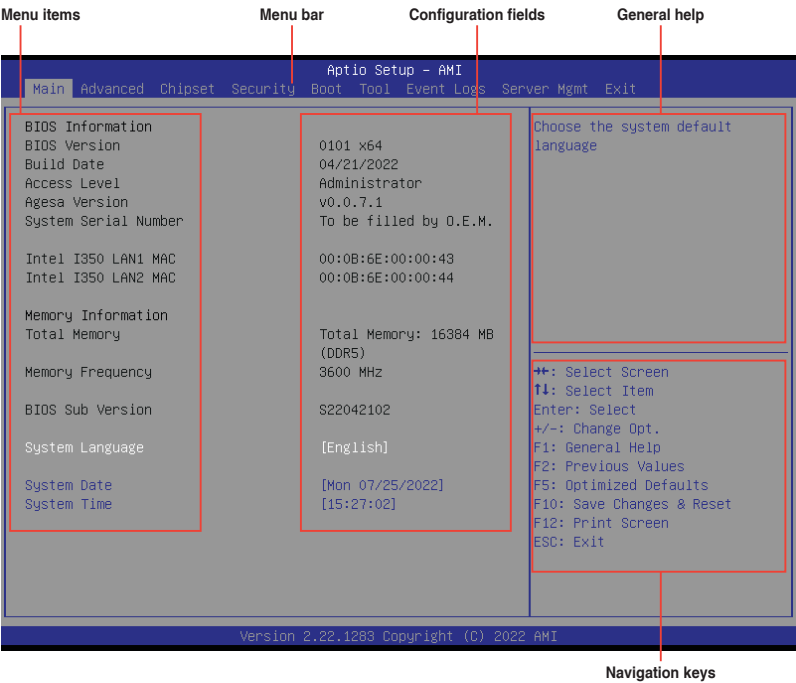 Menu items Menu bar Configuration fields General help
Aptio Setup - AMI
Main Advanced Chipset Security Boot Tool Event Logs Server Mgmt Exit
BIOS Information
BIOS Version 0101 x64
Build Date 04/21/2022
Access Level Administrator
Agesa Version v0.0.7.1
System Serial Number To be filled by O.E.M.
Intel I350 LAN1 MAC 00:0B:6E:00:00:43
Intel I350 LAN2 MAC 00:0B:6E:00:00:44
Memory Information
Total Memory Total Memory: 16384 MB
(DDR5)
Memory Frequency 3600 MHz
BIOS Sub Version S22042102
System Language [English]
System Date [Mon 07/25/2022]
System Time [15:27:02]
Choose the system default
language
→←: Select Screen
↑↓: Select Item
Enter: Select
+/-: Change Opt.
F1: General Help
F2: Previous Values
F5: Optimized Defaults
F10: Save Changes & Reset
F12: Print Screen
ESC: Exit
Version 2.22.1283 Copyright (C) 2022 AMI
Navigation keys